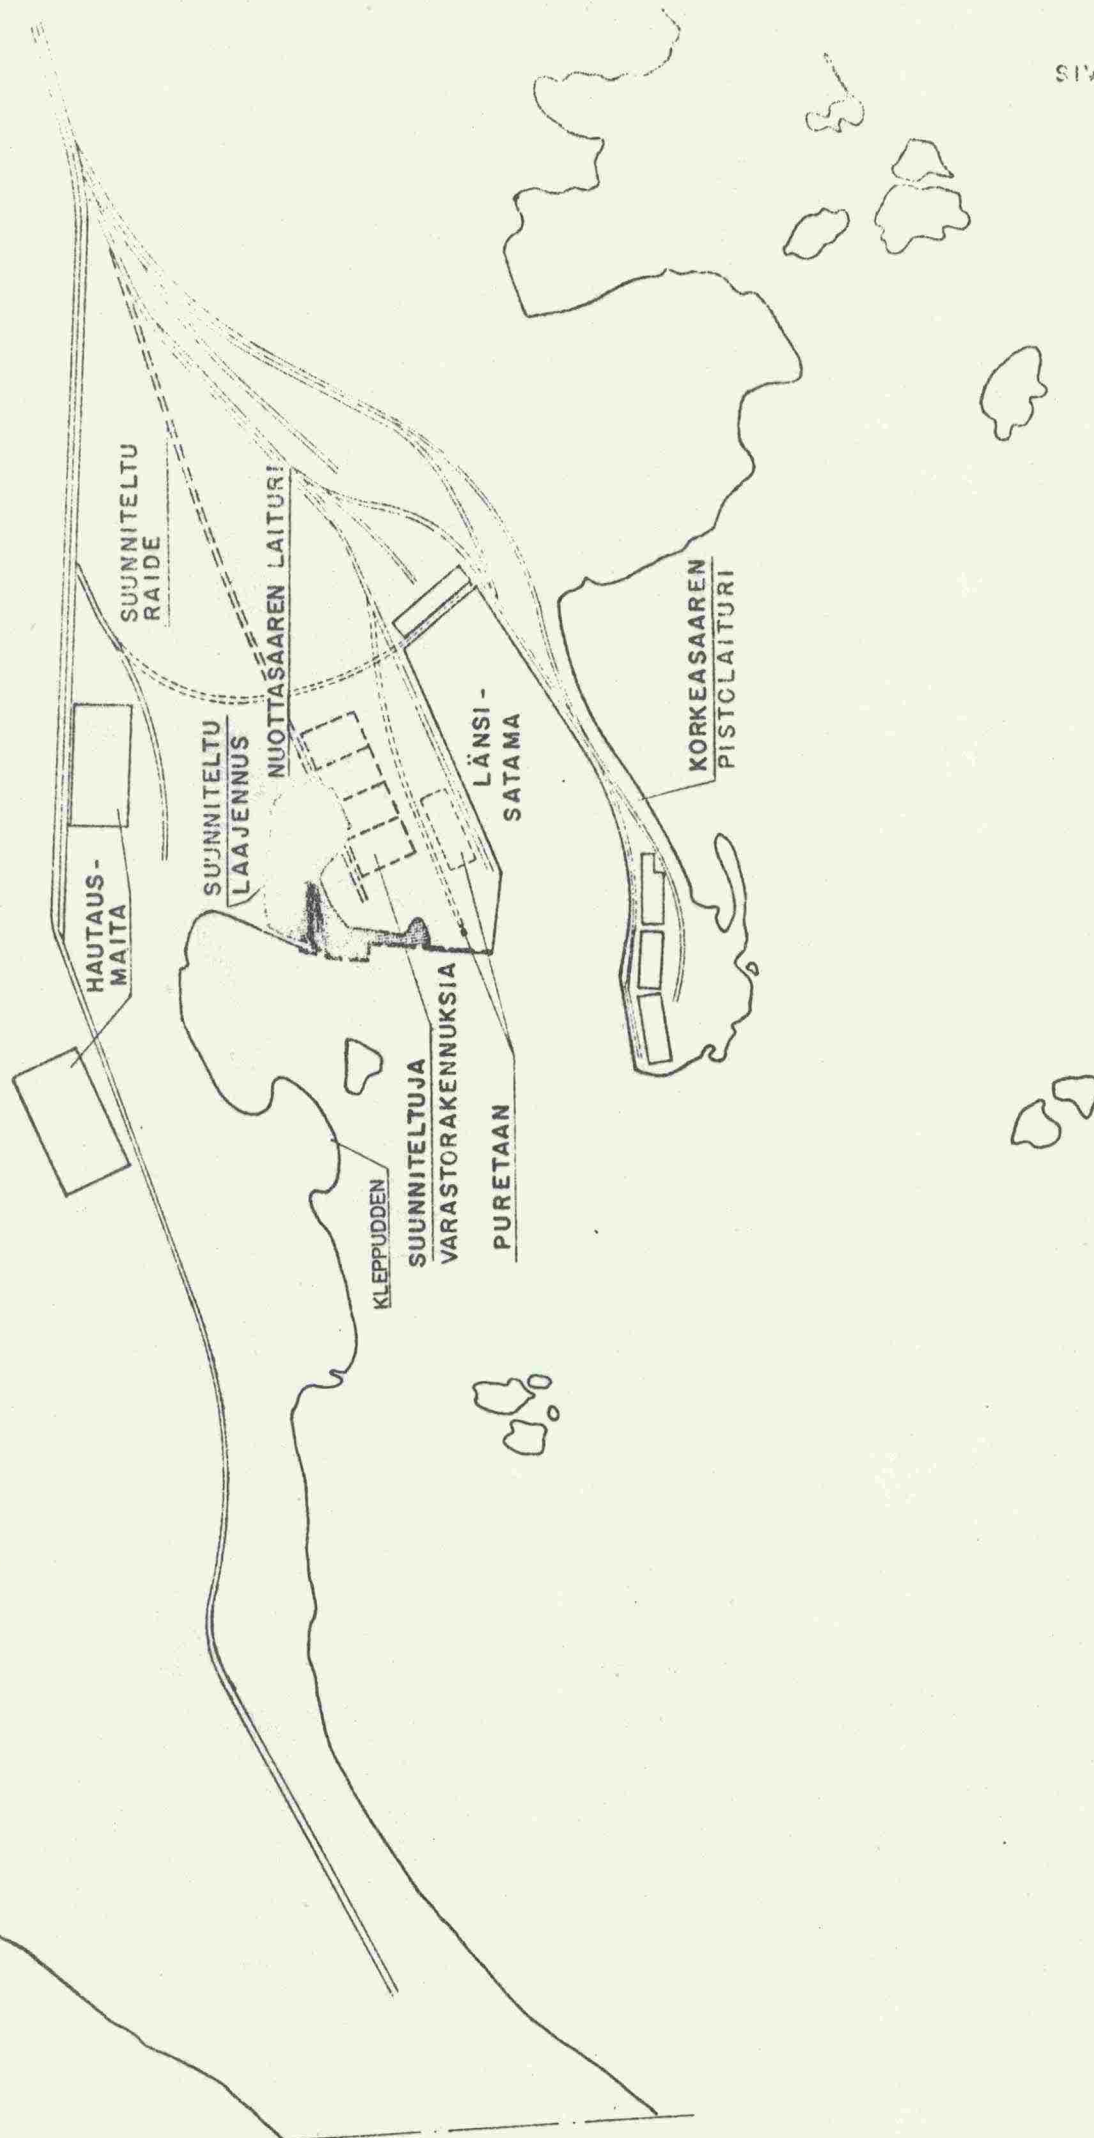 SUUNNITELTU
RAIDE
NUOTTASAAREN LAITURI
SUUNNITELTU
LAAJENNUS
HAUTAUS-
MAITA
LÄNSI-
SATAMA
KORKEASAAREN
PISTOLAITURI
KLEPPUDDEN
SUUNNITELTUJA
VARASTORAKENNUKSIA
PURETAAN